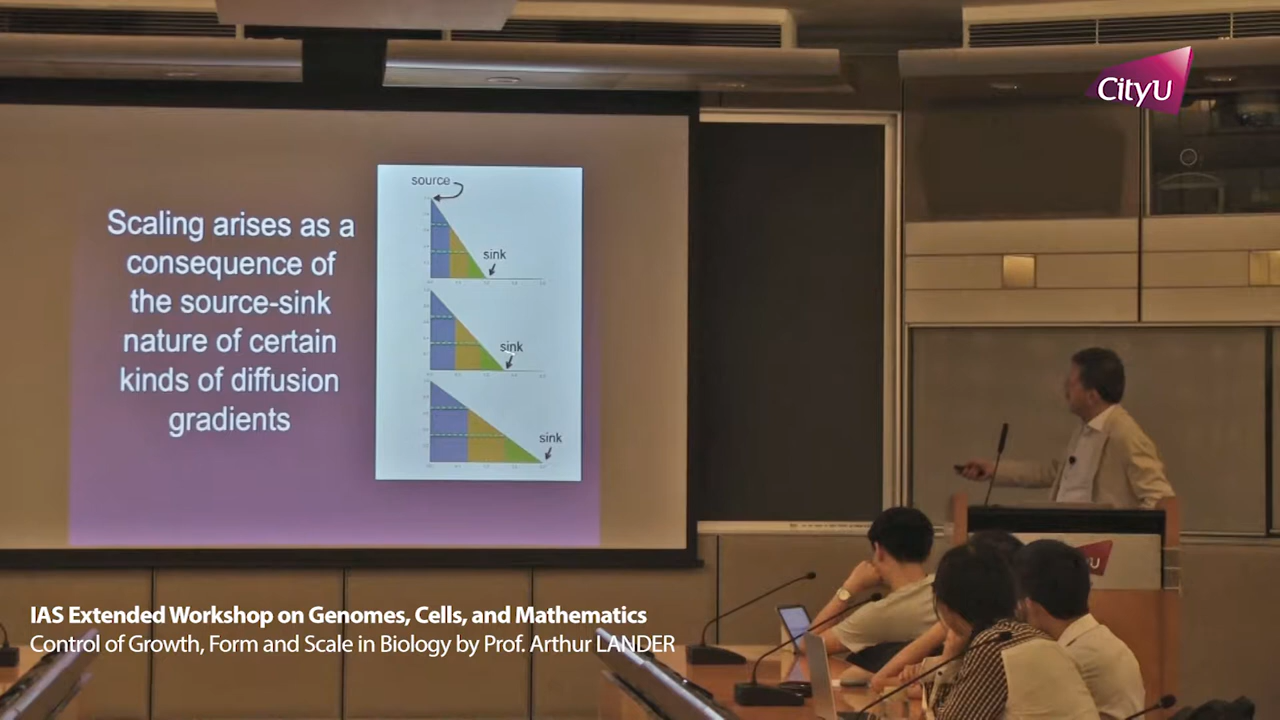 CityU
source
Scaling arises as a
consequence of
the source-sink
nature of certain
kinds of diffusion
gradients
sink
sink
sink
IAS Extended Workshop on Genomes, Cells, and Mathematics
Control of Growth, Form and Scale in Biology by Prof. Arthur LANDER